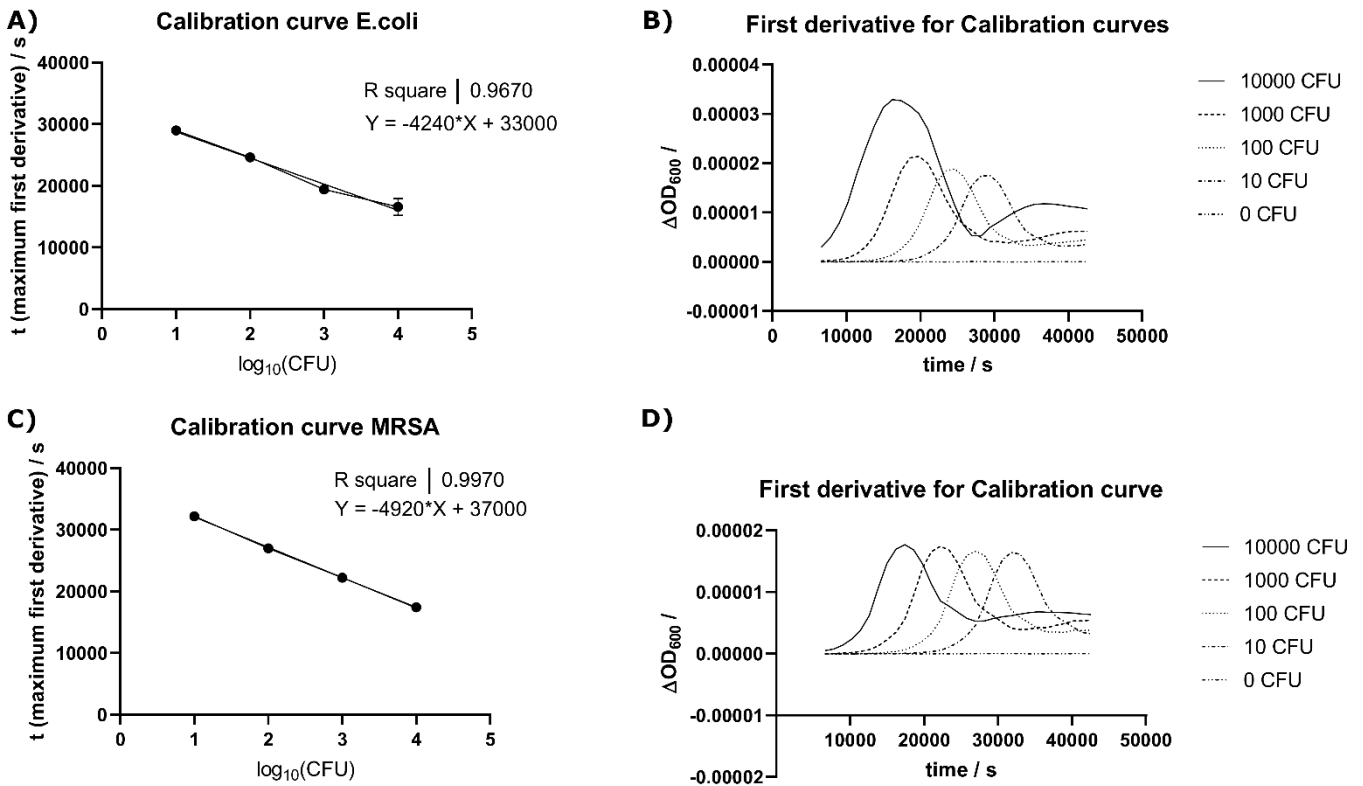 A)
Calibration curve E.coli
t (maximum first derivative) / s
40000
30000
20000
10000
0
R square | 0.9670
Y = -4240*X + 33000
0 1 2 3 4 5
log10(CFU)
B)
First derivative for Calibration curves
ΔOD600 /
0.00004
0.00003
0.00002
0.00001
0.00000
-0.00001
0 10000 20000 30000 40000 50000
time / s
10000 CFU
1000 CFU
100 CFU
10 CFU
0 CFU
C)
Calibration curve MRSA
t (maximum first derivative) / s
40000
30000
20000
10000
0
R square | 0.9970
Y = -4920*X + 37000
0 1 2 3 4 5
log10(CFU)
D)
First derivative for Calibration curve
ΔOD600 /
0.00002
0.00001
0.00000
-0.00001
-0.00002
10000 20000 30000 40000 50000
time / s
10000 CFU
1000 CFU
100 CFU
10 CFU
0 CFU